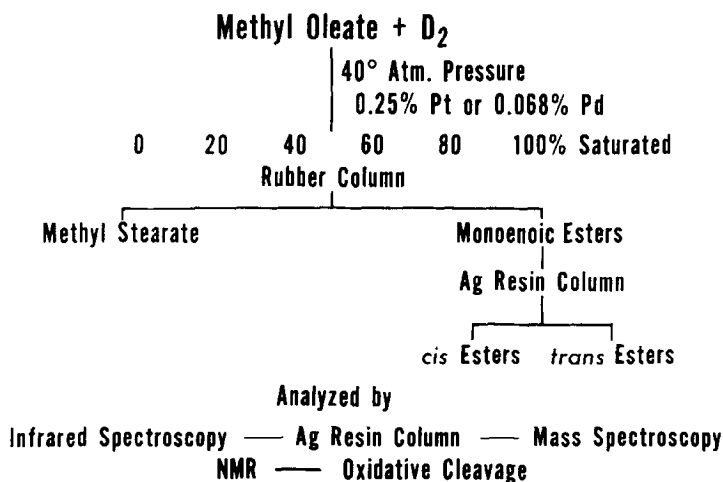 Methyl Oleate + D₂
40° Atm. Pressure
0.25% Pt or 0.068% Pd
0 20 40 60 80 100% Saturated
Rubber Column
Methyl Stearate Monoenoic Esters
Ag Resin Column
cis Esters trans Esters
Analyzed by
Infrared Spectroscopy — Ag Resin Column — Mass Spectroscopy
NMR — Oxidative Cleavage